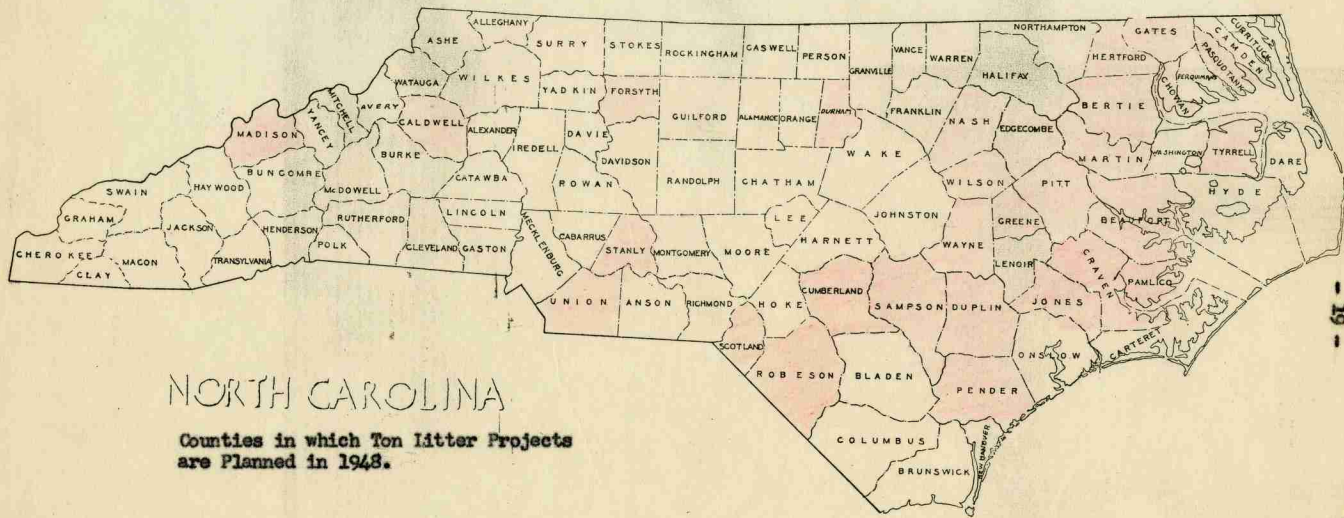 ALLEGHANY
ASHE
SURRY
STOKES
ROCKINGHAM
CASWELL
PERSON
GRANVILLE
VANCE
WARREN
NORTHAMPTON
GATES
CURRITUCK
CAMDEN
PASQUOTANK
PERQUIMANS
CHOWAN
HERTFORD
HALIFAX
WATAUGA
WILKES
YADKIN
FORSYTH
GUILFORD
ALAMANCE
ORANGE
DURHAM
FRANKLIN
NASH
EDGECOMBE
BERTIE
MITCHELL
AVERY
YANCEY
MADISON
CALDWELL
ALEXANDER
DAVIE
IREDELL
DAVIDSON
WAKE
MARTIN
WASHINGTON
TYRRELL
DARE
BURKE
BUNCOMBE
McDOWELL
CATAWBA
ROWAN
RANDOLPH
CHATHAM
WILSON
PITT
HYDE
SWAIN
HAYWOOD
GRAHAM
JACKSON
HENDERSON
RUTHERFORD
LINCOLN
MECKLENBURG
CABARRUS
STANLY
MONTGOMERY
MOORE
LEE
HARNETT
JOHNSTON
WAYNE
GREENE
BEAUFORT
LENOIR
CRAVEN
PAMLICO
CHEROKEE
CLAY
MACON
TRANSYLVANIA
POLK
CLEVELAND
GASTON
UNION
ANSON
RICHMOND
HOKE
CUMBERLAND
SAMPSON
DUPLIN
JONES
SCOTLAND
ROBESON
BLADEN
PENDER
ONSLOW
CARTERET
COLUMBUS
BRUNSWICK
NEW HANOVER
NORTH CAROLINA
Counties in which Ton Litter Projects
are Planned in 1948.
- 19 -